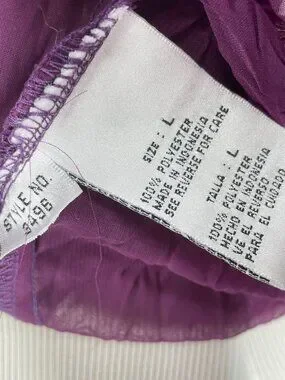 SIZE : L
100% POLYESTER
MADE IN INDONESIA
SEE REVERSE FOR CARE
TALLA : L
100% POLYESTER
HECHO EN INDONESIA
VE EL REVERSO
PARA EL CUIDADO
STYLE NO.
9496